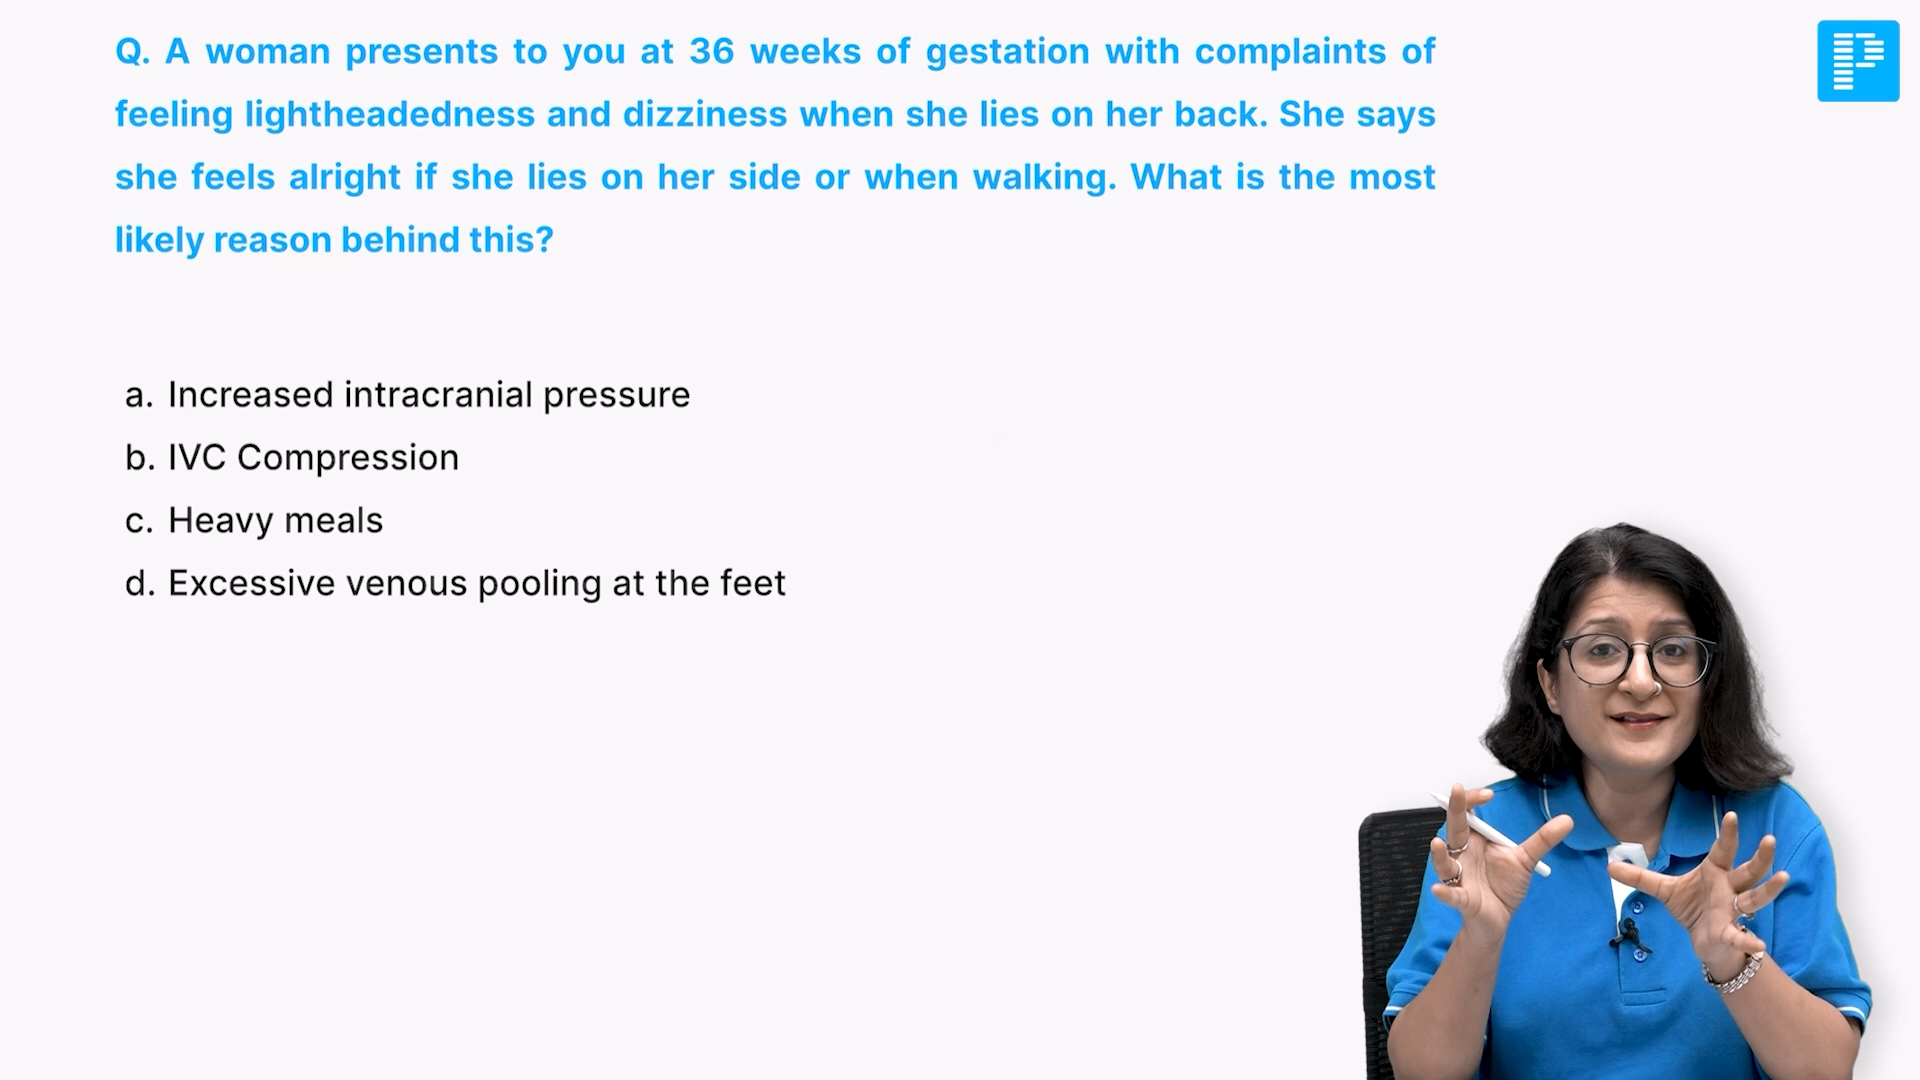 Q. A woman presents to you at 36 weeks of gestation with complaints of
feeling lightheadedness and dizziness when she lies on her back. She says
she feels alright if she lies on her side or when walking. What is the most
likely reason behind this?
a. Increased intracranial pressure
b. IVC Compression
c. Heavy meals
d. Excessive venous pooling at the feet